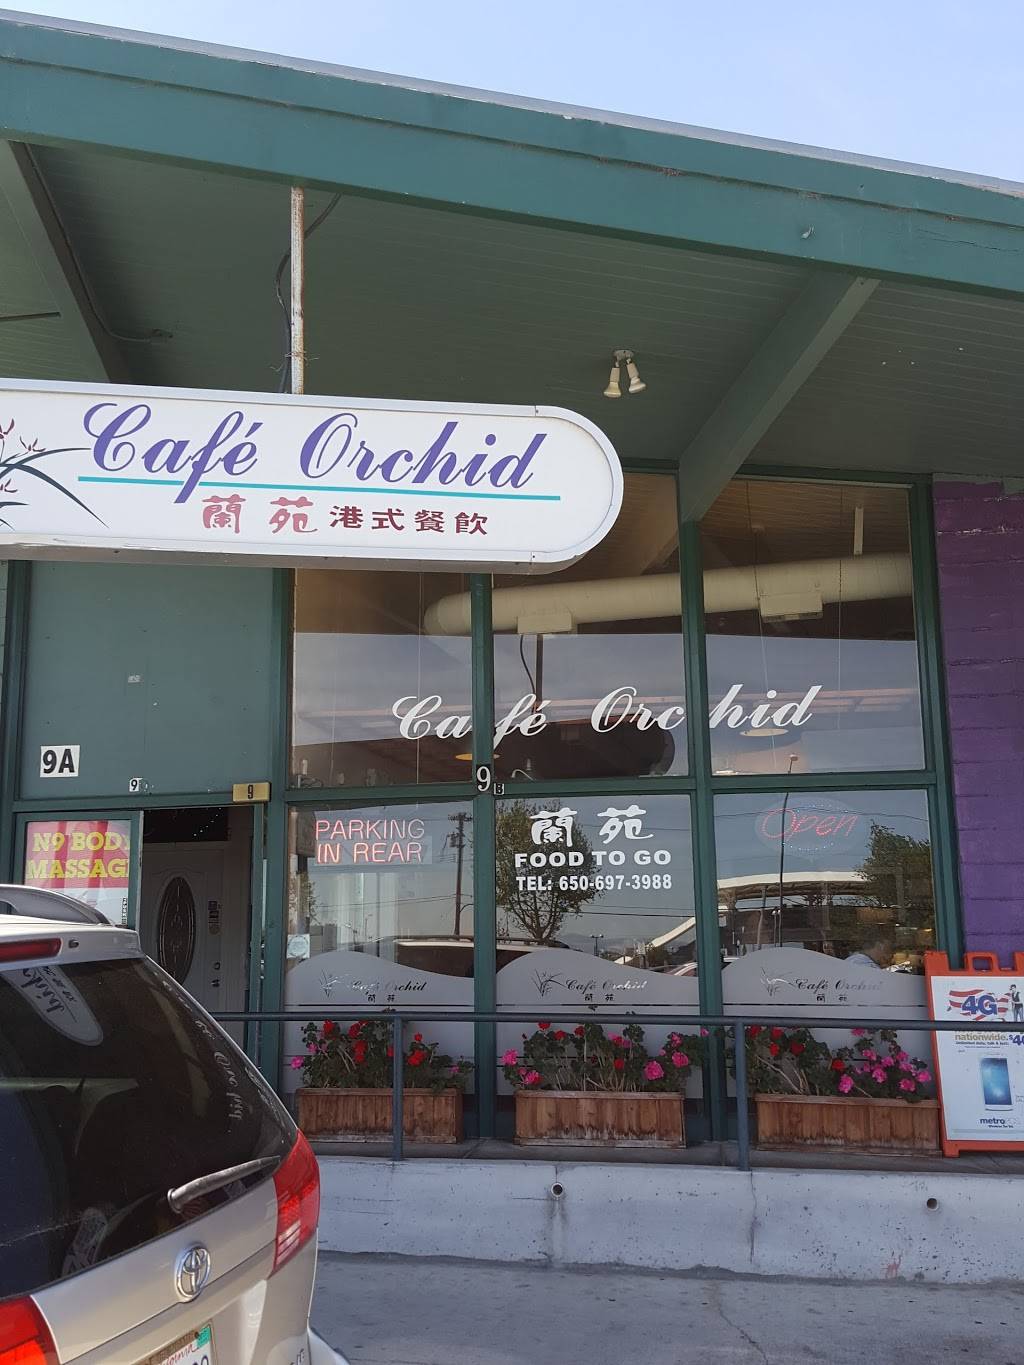 Café Orchid
蘭苑港式餐飲
Café Orchid
9A
9
9
9B
N9 BODY
MASSAGE
PARKING
IN REAR
蘭苑
FOOD TO GO
TEL: 650-697-3988
Open
Café Orchid
蘭苑
Café Orchid
蘭苑
Café Orchid
蘭苑
4G
nationwide.
metroPCS